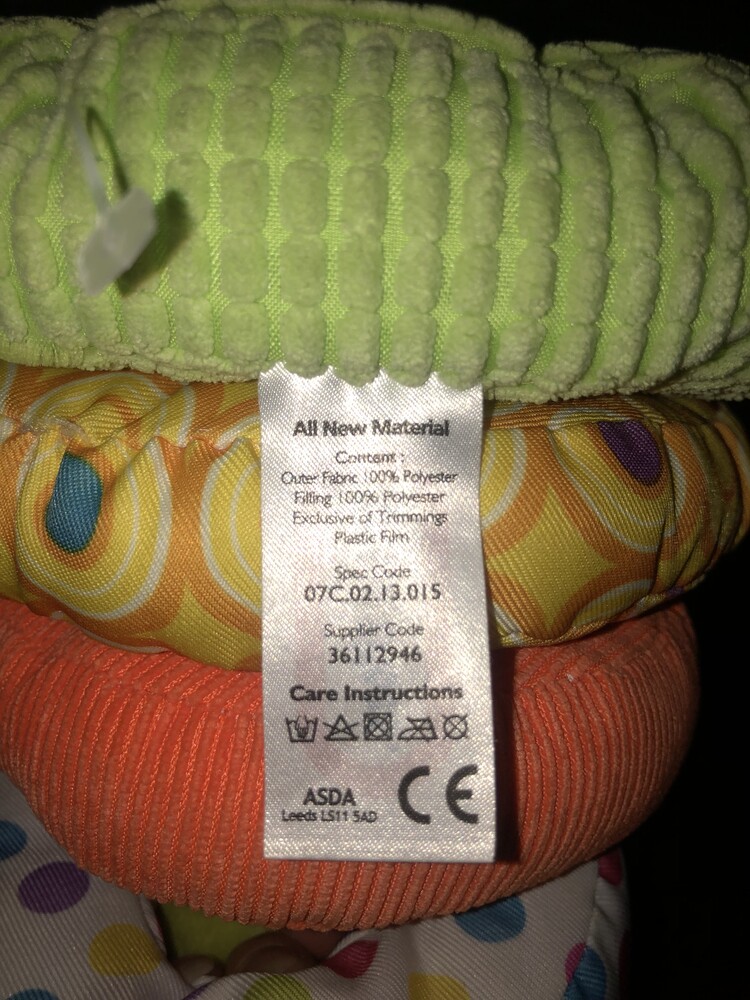 All New Material
Content :
Outer Fabric 100% Polyester
Filling 100% Polyester
Exclusive of Trimmings
Plastic Film
Spec Code
07C.02.13.015
Supplier Code
36112946
Care Instructions
ASDA
Leeds LS11 5AD
CE